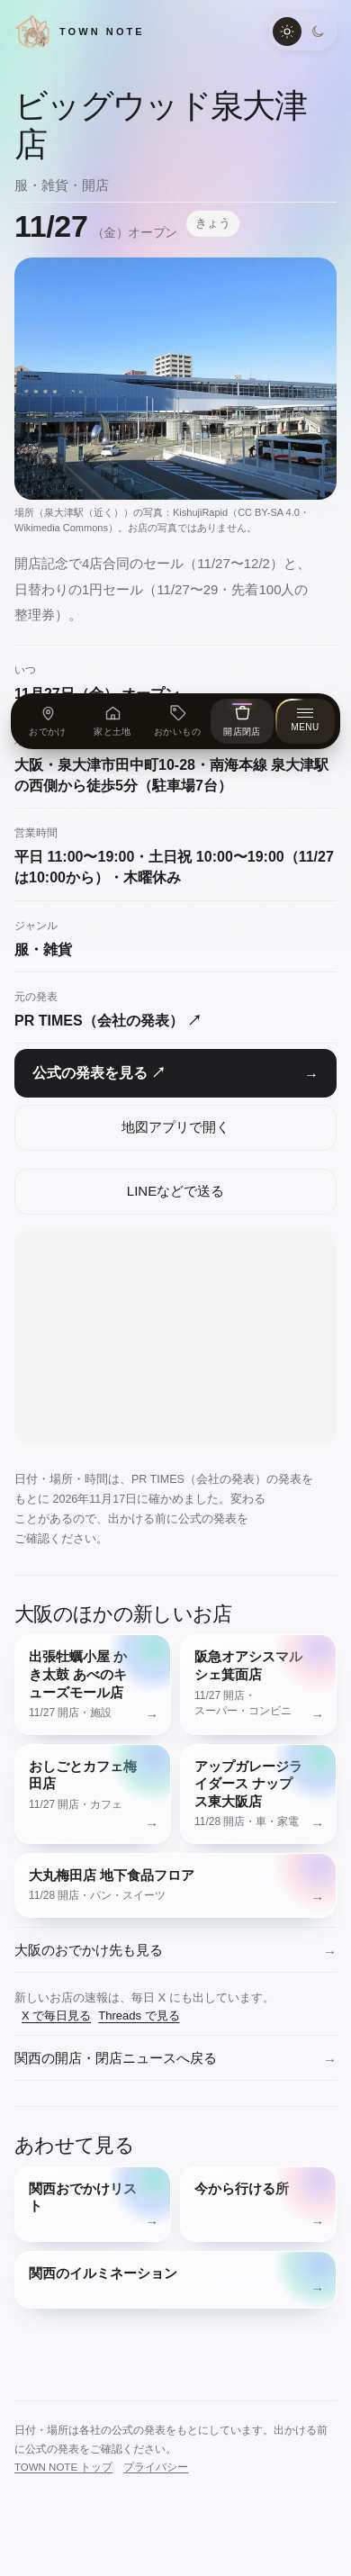 TOWN NOTE
ビッグウッド泉大津
店
服・雑貨・開店
11/27 （金）オープン きょう
場所（泉大津駅（近く））の写真：KishujiRapid（CC BY-SA 4.0・
Wikimedia Commons）。お店の写真ではありません。
開店記念で4店合同のセール（11/27〜12/2）と、
日替わりの1円セール（11/27〜29・先着100人の
整理券）。
いつ
11月27日（金） オープン
おでかけ
家と土地
おかいもの
開店閉店
MENU
大阪・泉大津市田中町10-28・南海本線 泉大津駅
の西側から徒歩5分（駐車場7台）
営業時間
平日 11:00〜19:00・土日祝 10:00〜19:00（11/27
は10:00から）・木曜休み
ジャンル
服・雑貨
元の発表
PR TIMES（会社の発表） ↗
公式の発表を見る ↗ →
地図アプリで開く
LINEなどで送る
日付・場所・時間は、PR TIMES（会社の発表）の発表を
もとに 2026年11月17日に確かめました。変わる
ことがあるので、出かける前に公式の発表を
ご確認ください。
大阪のほかの新しいお店
出張牡蠣小屋 か
き太鼓 あべのキ
ューズモール店
11/27 開店・施設 →
阪急オアシスマル
シェ箕面店
11/27 開店・
スーパー・コンビニ →
おしごとカフェ梅
田店
11/27 開店・カフェ →
アップガレージラ
イダース ナップ
ス東大阪店
11/28 開店・車・家電 →
大丸梅田店 地下食品フロア
11/28 開店・パン・スイーツ →
大阪のおでかけ先も見る →
新しいお店の速報は、毎日 X にも出しています。
X で毎日見る Threads で見る
関西の開店・閉店ニュースへ戻る →
あわせて見る
関西おでかけリス
ト →
今から行ける所 →
関西のイルミネーション →
日付・場所は各社の公式の発表をもとにしています。出かける前
に公式の発表をご確認ください。
TOWN NOTE トップ プライバシー